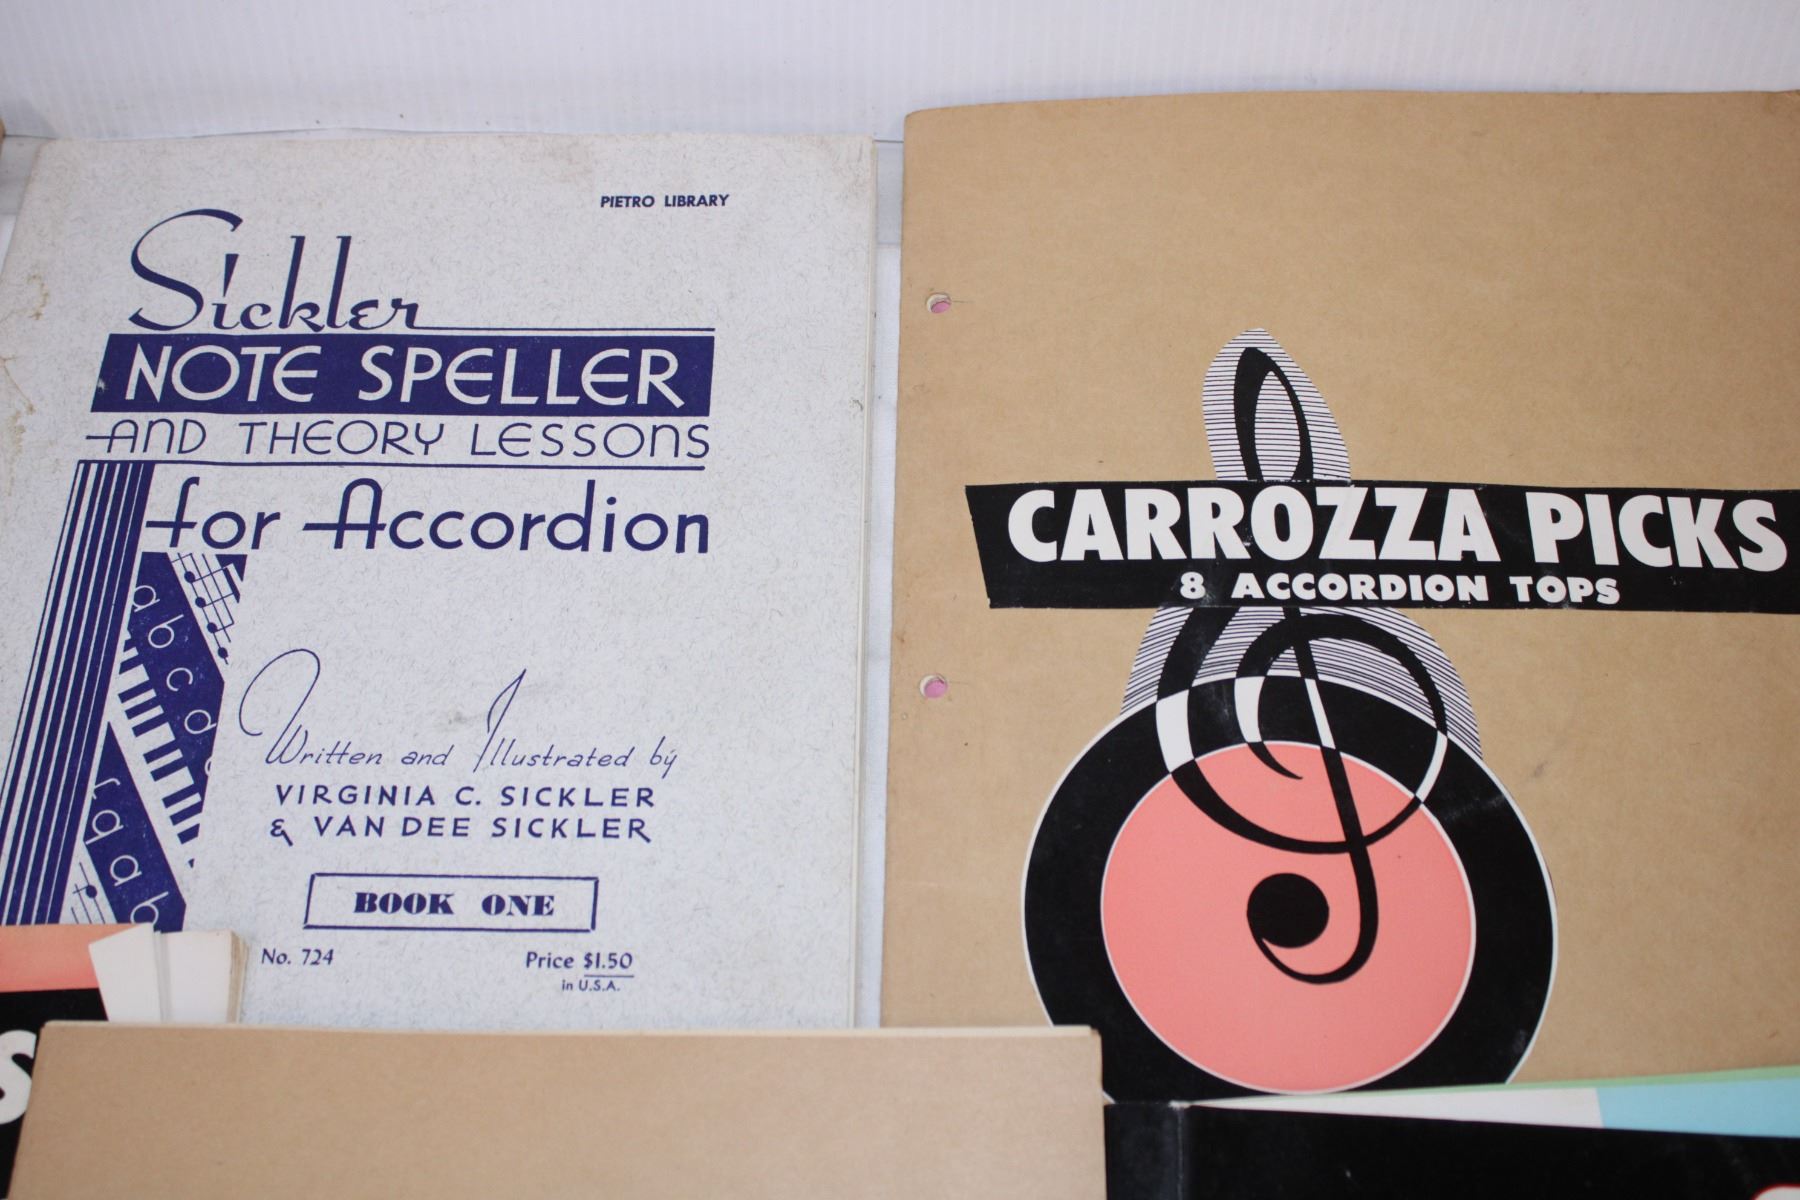 PIETRO LIBRARY
Sickler
NOTE SPELLER
AND THEORY LESSONS
for Accordion
a b c d
f g a b
Written and Illustrated by
VIRGINIA C. SICKLER
& VAN DEE SICKLER
BOOK ONE
No. 724
Price $1.50
in U.S.A.
CARROZZA PICKS
8 ACCORDION TOPS
S